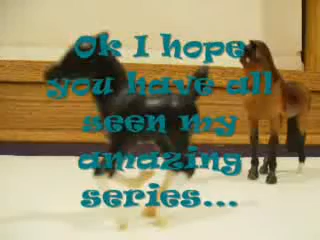 Ok I hope
you have all
seen my
amazing
series...